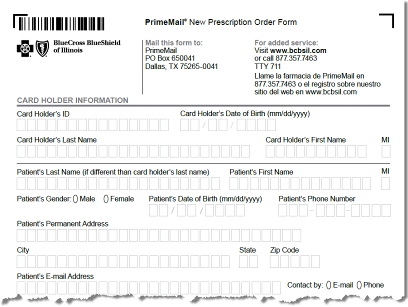 PrimeMail® New Prescription Order Form
BlueCross BlueShield
of Illinois
Mail this form to:
PrimeMail
PO Box 650041
Dallas, TX 75265-0041
For added service:
Visit www.bcbsil.com
or call 877.357.7463
TTY 711
Llame la farmacia de PrimeMail en
877.357.7463 o el registro sobre nuestro
sitio del web en www.bcbsil.com
CARD HOLDER INFORMATION
Card Holder's ID Card Holder's Date of Birth (mm/dd/yyyy)
/ /
Card Holder's Last Name Card Holder's First Name MI
Patient's Last Name (if different than card holder's last name) Patient's First Name MI
Patient's Gender: Male Female Patient's Date of Birth (mm/dd/yyyy) Patient's Phone Number
/ / - -
Patient's Permanent Address
City State Zip Code
Patient's E-mail Address
Contact by: E-mail Phone